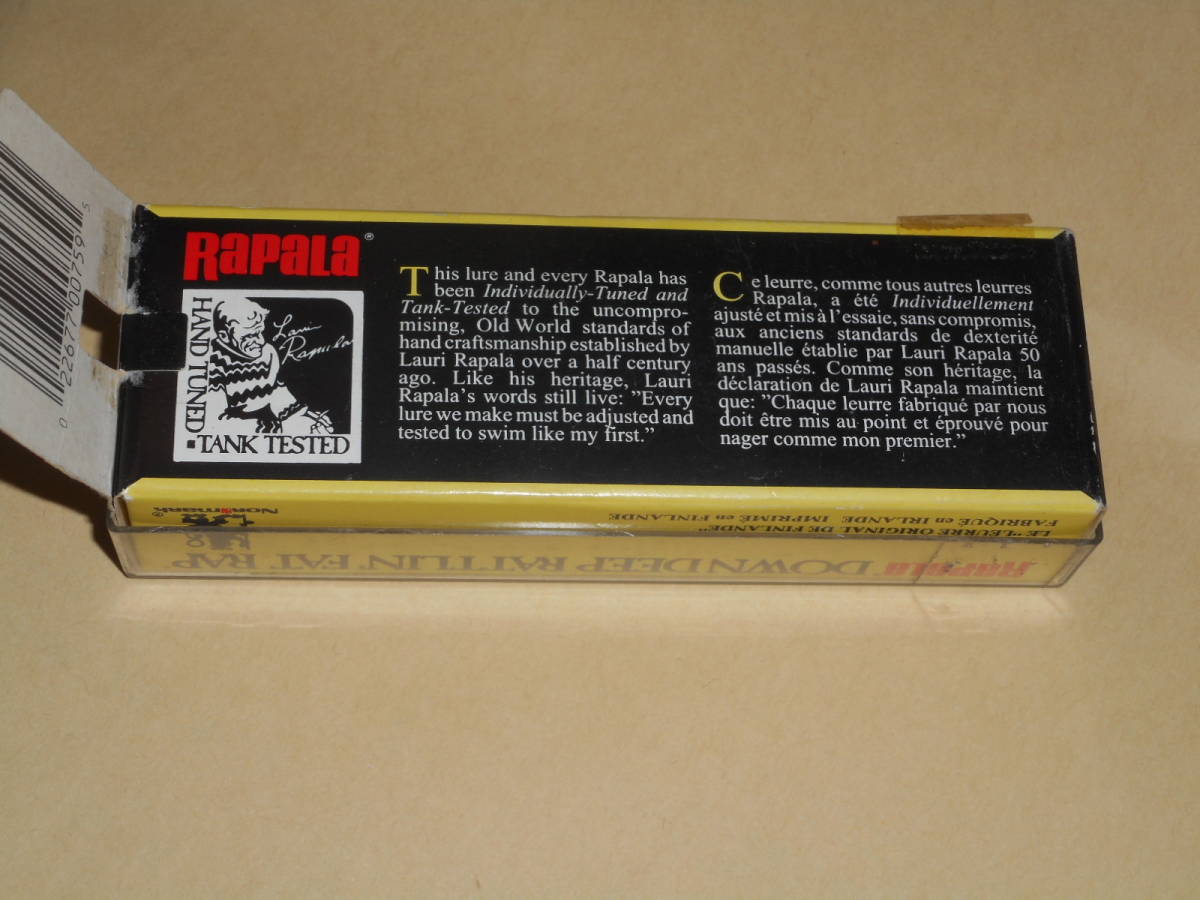 0 22677 00759 5
RAPALA®
HAND TUNED
TANK TESTED
Lauri
Rapala
This lure and every Rapala has
been Individually-Tuned and
Tank-Tested to the uncompro-
mising, Old World standards of
hand craftsmanship established by
Lauri Rapala over a half century
ago. Like his heritage, Lauri
Rapala's words still live: ”Every
lure we make must be adjusted and
tested to swim like my first.”
Ce leurre, comme tous autres leurres
Rapala, a été Individuellement
ajusté et mis à l'essaie, sans compromis,
aux anciens standards de dexterité
manuelle établie par Lauri Rapala 50
ans passés. Comme son héritage, la
déclaration de Lauri Rapala maintient
que: ”Chaque leurre fabriqué par nous
doit être mis au point et éprouvé pour
nager comme mon premier.”
Normark®
LE "LEURRE ORIGINAL DE FINLANDE"
FABRIQUÉ en IRLANDE IMPRIMÉ en FINLANDE
RAPALA DOWN DEEP RATTLIN' FAT RAP